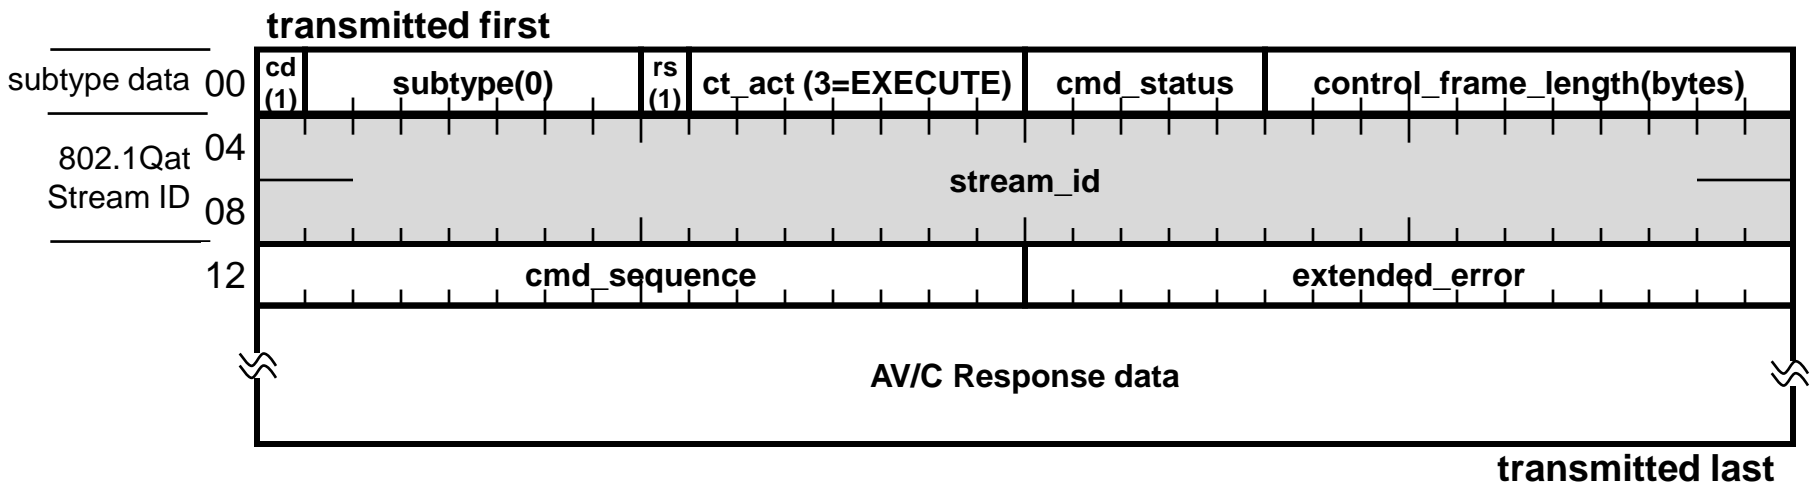 transmitted first
subtype data 00 cd (1) subtype(0) rs (1) ct_act (3=EXECUTE) cmd_status control_frame_length(bytes)
802.1Qat Stream ID 04
stream_id
08
12 cmd_sequence extended_error
AV/C Response data
transmitted last